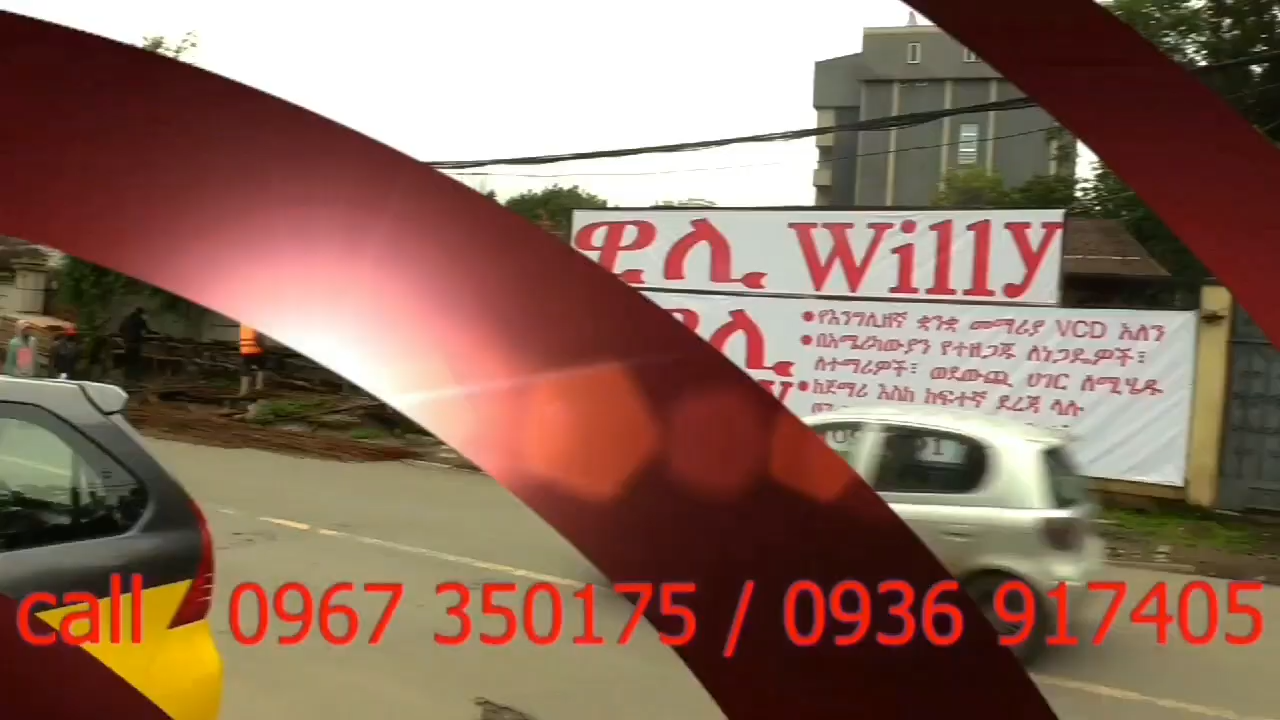 ዊሊ Willy
ሊ
•የእንግሊዘኛ ቋንቋ መማሪያ VCD አለን
•በአሜሪካውያን የተዘጋጁ ለነጋዴዎች፣
ለተማሪዎች፣ ወደውጪ ሀገር ለሚሄዱ
•ከጀማሪ እስከ ከፍተኛ ደረጃ ላሉ
call 0967 350175 / 0936 917405